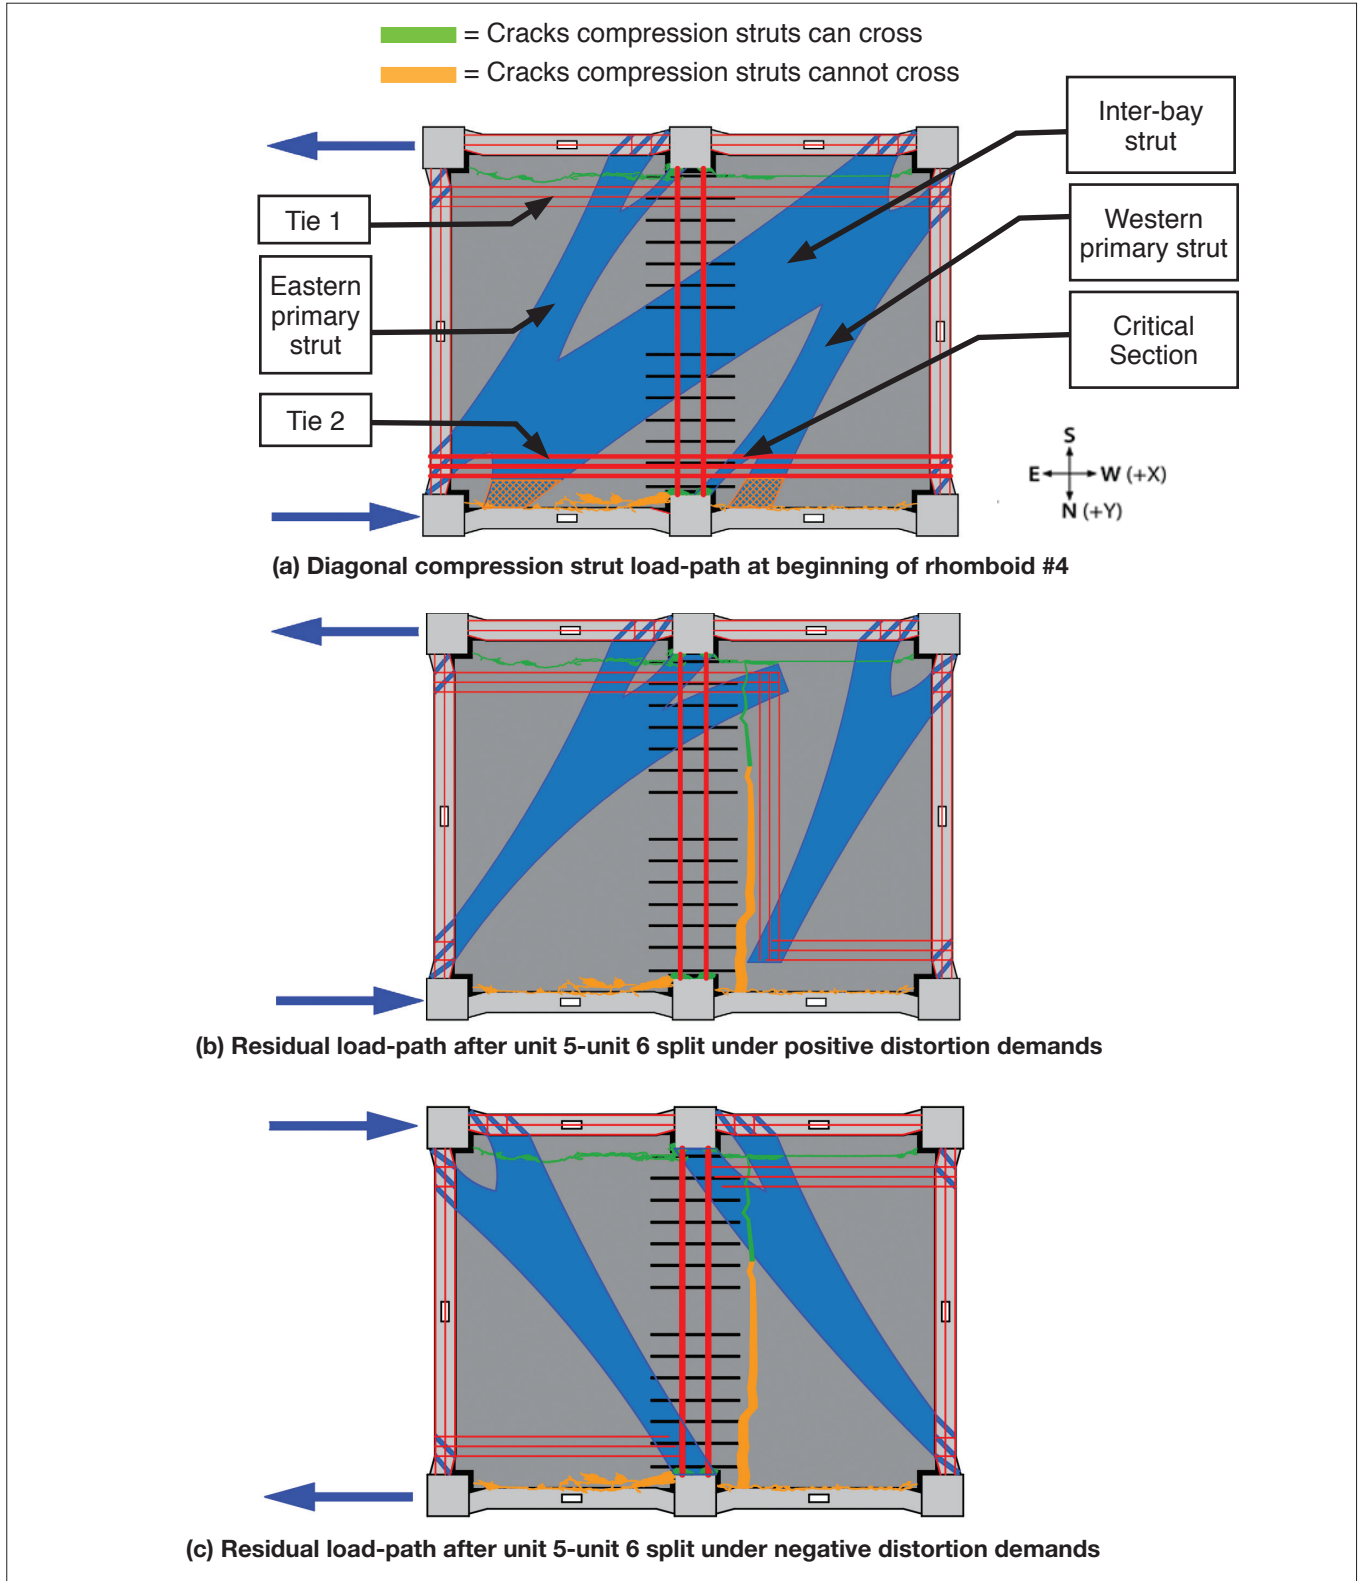 = Cracks compression struts can cross
= Cracks compression struts cannot cross
Inter-bay
strut
Tie 1
Western
primary strut
Eastern
primary
strut
Critical
Section
Tie 2
S
E W (+X)
N (+Y)
(a) Diagonal compression strut load-path at beginning of rhomboid #4
(b) Residual load-path after unit 5-unit 6 split under positive distortion demands
(c) Residual load-path after unit 5-unit 6 split under negative distortion demands